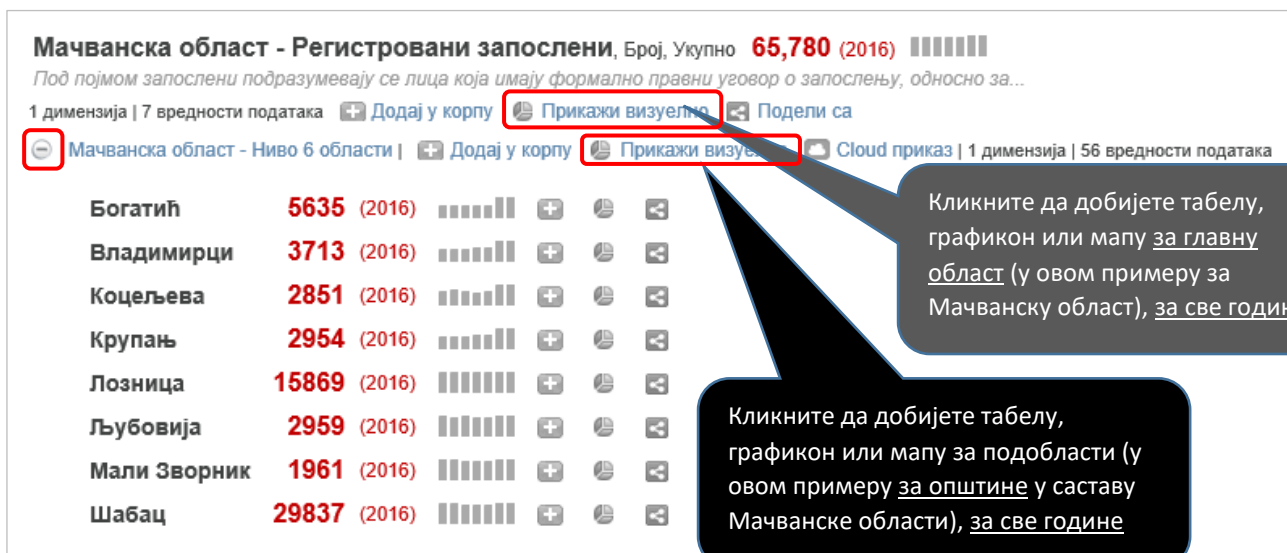 Мачванска област - Регистровани запослени, Број, Укупно 65,780 (2016)
Под појмом запослени подразумевају се лица која имају формално правни уговор о запослењу, односно за...
1 димензија | 7 вредности података Додај у корпу Прикажи визуелно Подели са
Мачванска област - Ниво 6 области | Додај у корпу Прикажи визуелно Cloud приказ | 1 димензија | 56 вредности података
Богатић 5635 (2016)
Владимирци 3713 (2016)
Коцељева 2851 (2016)
Крупањ 2954 (2016)
Лозница 15869 (2016)
Љубовија 2959 (2016)
Мали Зворник 1961 (2016)
Шабац 29837 (2016)
Кликните да добијете табелу,
графикон или мапу за главну
област (у овом примеру за
Мачванску област), за све годин
Кликните да добијете табелу,
графикон или мапу за подобласти (у
овом примеру за општине у саставу
Мачванске области), за све године